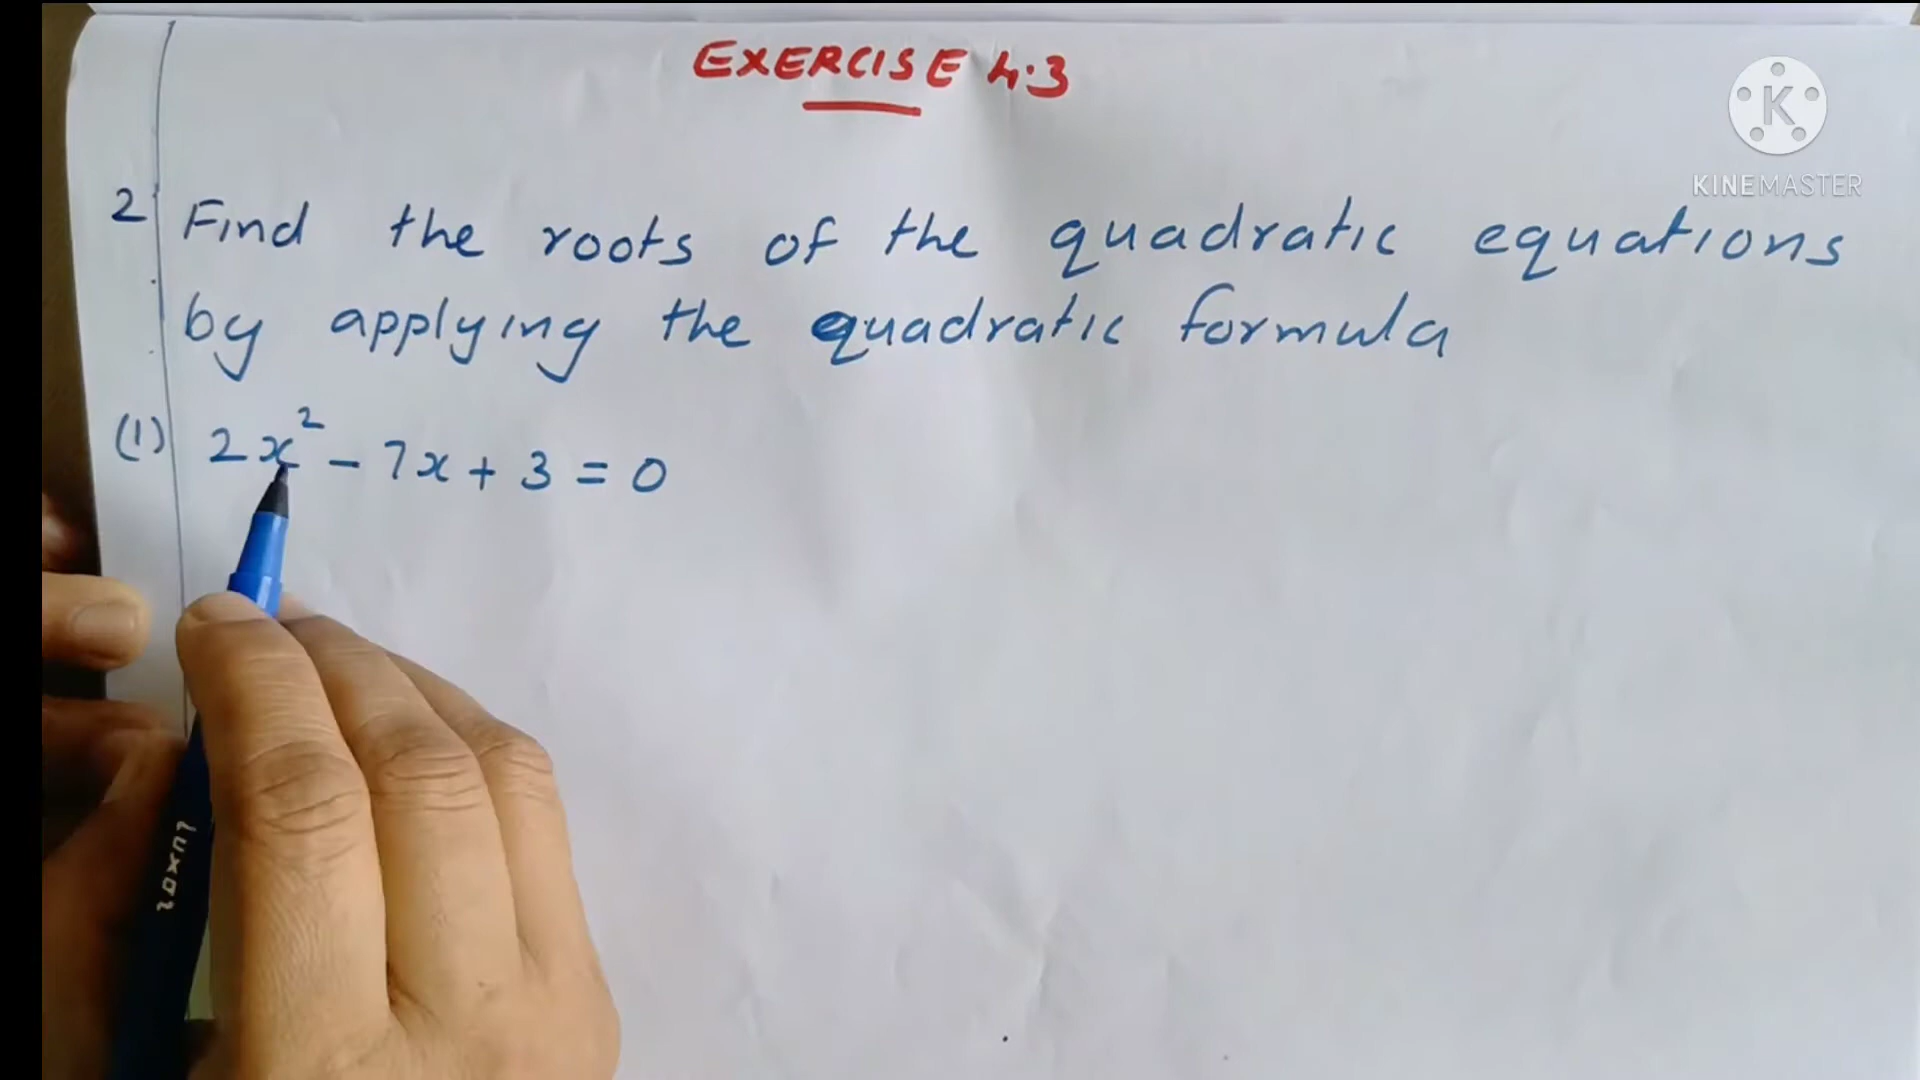 EXERCISE 4.3
K
KINEMASTER
2 Find the roots of the quadratic equations
by applying the quadratic formula
(1) 2x² - 7x + 3 = 0
LUXOR